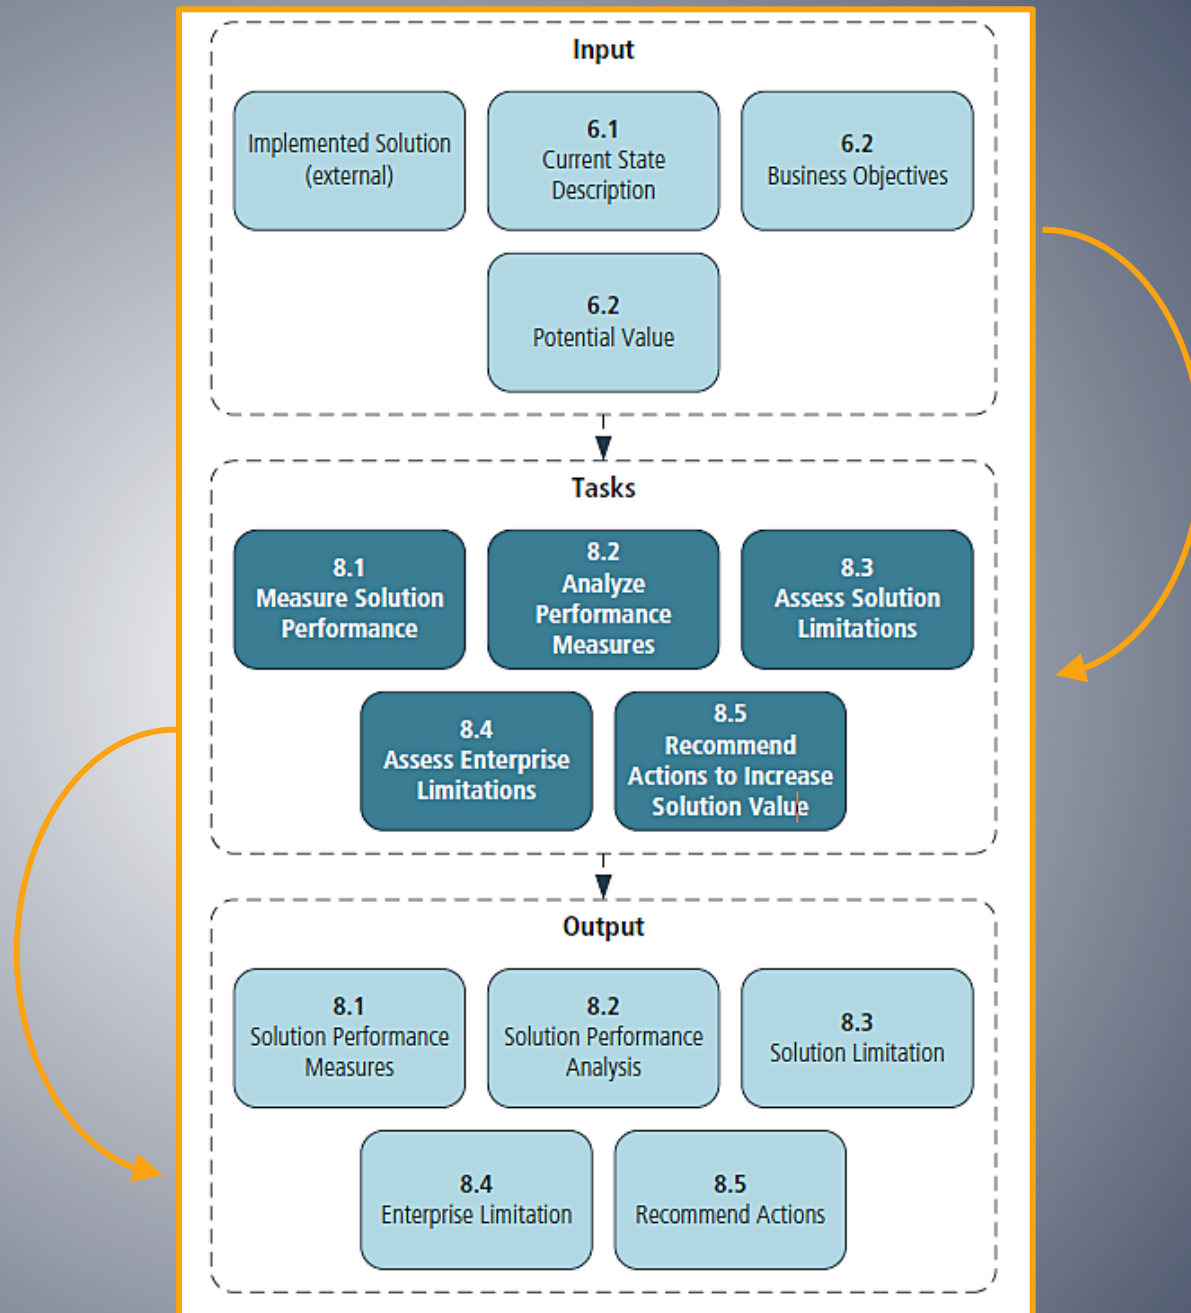 Input
Implemented Solution
(external)
6.1
Current State
Description
6.2
Business Objectives
6.2
Potential Value
Tasks
8.1
Measure Solution
Performance
8.2
Analyze
Performance
Measures
8.3
Assess Solution
Limitations
8.4
Assess Enterprise
Limitations
8.5
Recommend
Actions to Increase
Solution Value
Output
8.1
Solution Performance
Measures
8.2
Solution Performance
Analysis
8.3
Solution Limitation
8.4
Enterprise Limitation
8.5
Recommend Actions